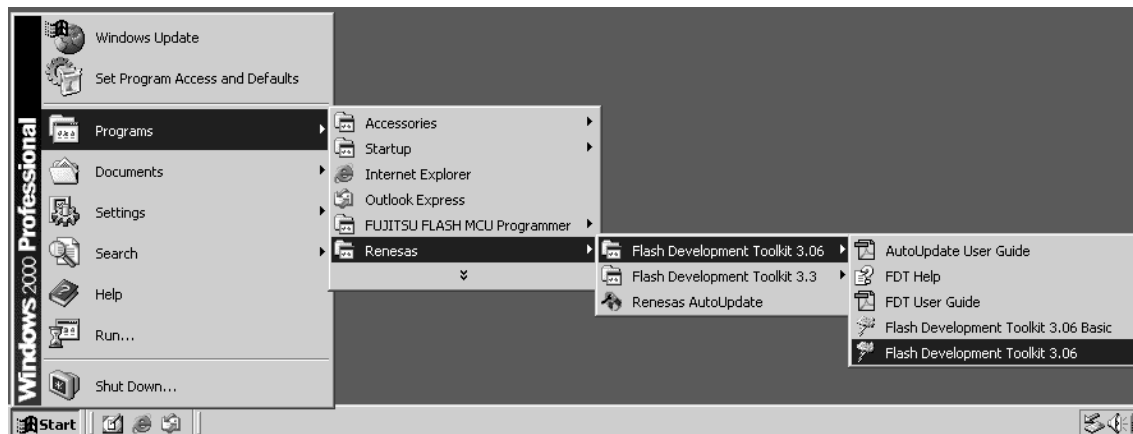 Windows 2000 Professional
Windows Update
Set Program Access and Defaults
Programs
Documents
Settings
Search
Help
Run...
Shut Down...
Accessories
Startup
Internet Explorer
Outlook Express
FUJITSU FLASH MCU Programmer
Renesas
Flash Development Toolkit 3.06
Flash Development Toolkit 3.3
Renesas AutoUpdate
AutoUpdate User Guide
FDT Help
FDT User Guide
Flash Development Toolkit 3.06 Basic
Flash Development Toolkit 3.06
Start